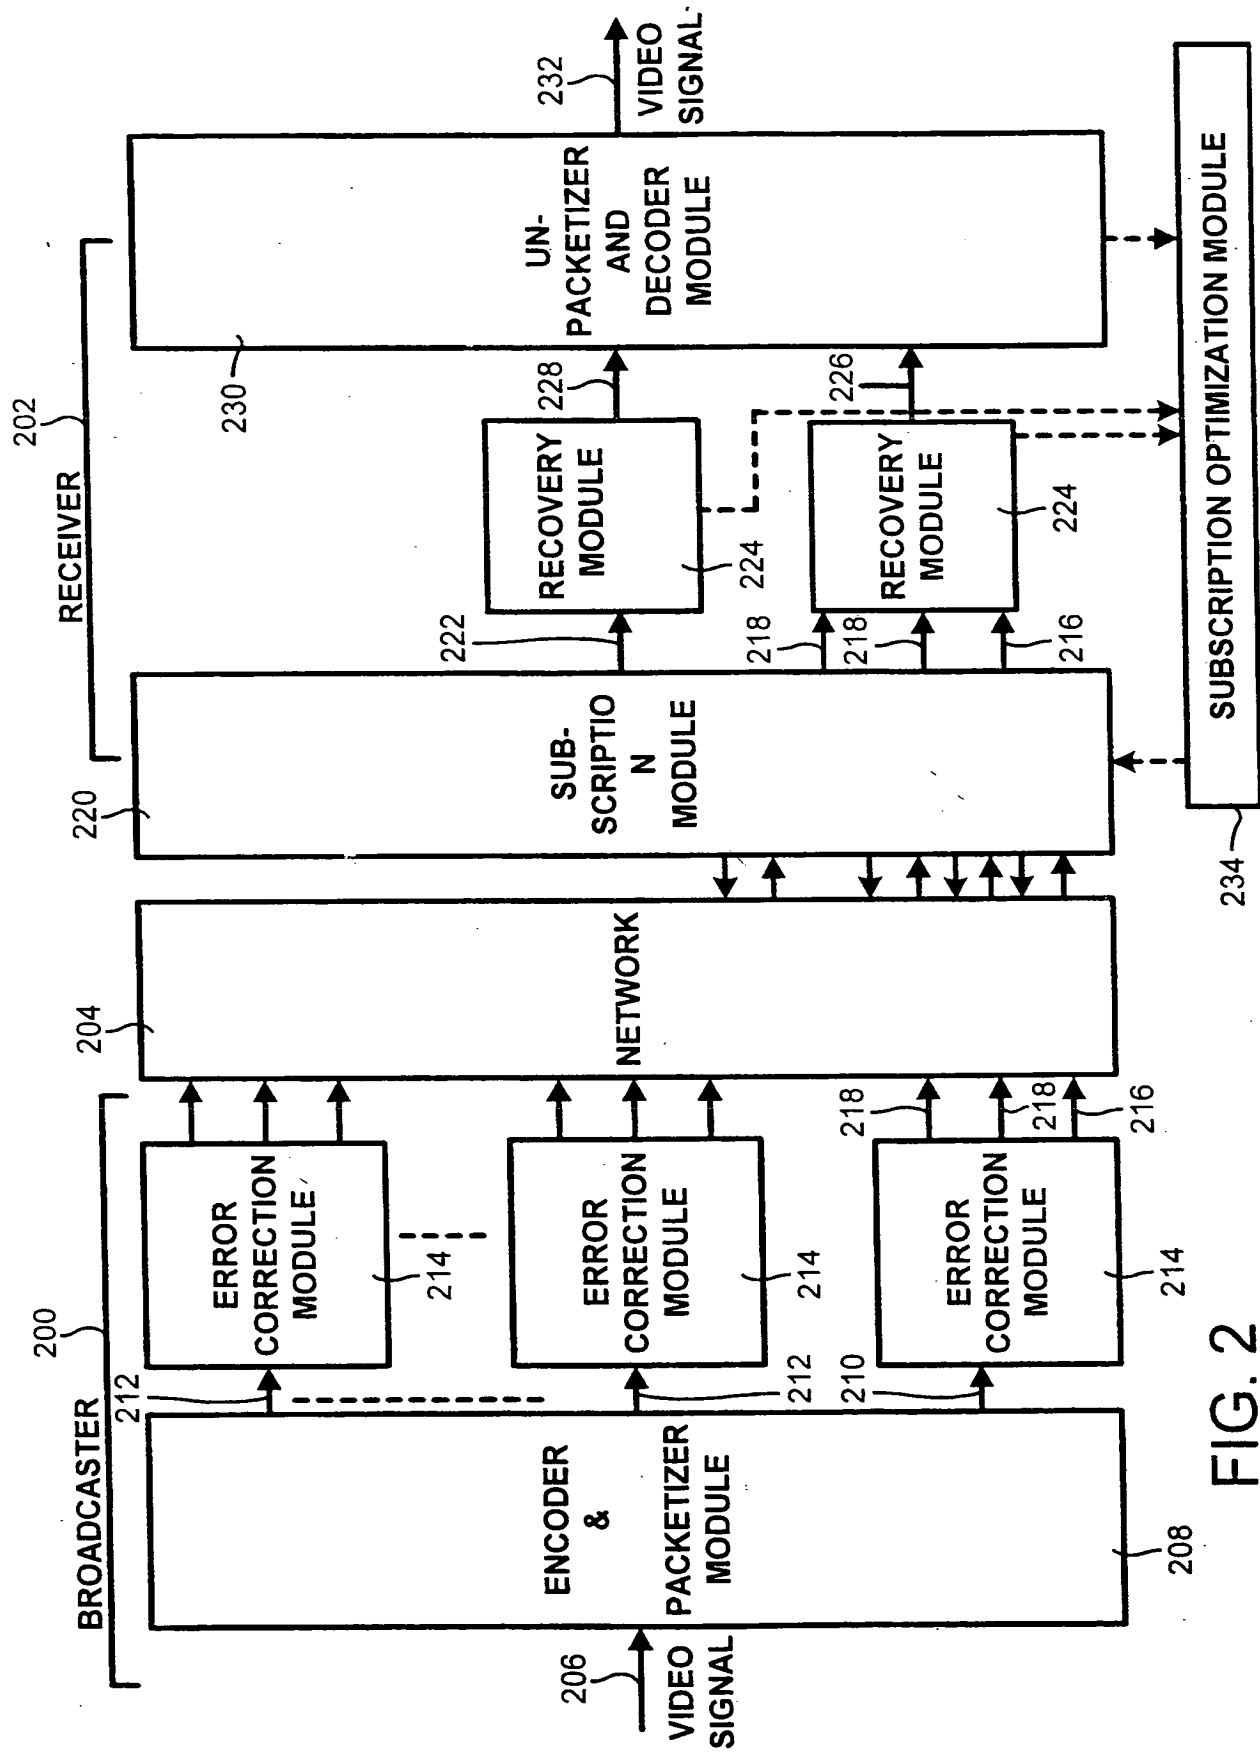 BROADCASTER
200
RECEIVER
202
206
VIDEO
SIGNAL
ENCODER
&
PACKETIZER
MODULE
208
212
212
210
ERROR
CORRECTION
MODULE
214
ERROR
CORRECTION
MODULE
214
ERROR
CORRECTION
MODULE
214
218
218
216
204
NETWORK
220
SUB-
SCRIPTIO
N
MODULE
222
218
218
216
RECOVERY
MODULE
224
RECOVERY
MODULE
224
228
226
230
UN-
PACKETIZER
AND
DECODER
MODULE
232
VIDEO
SIGNAL
SUBSCRIPTION OPTIMIZATION MODULE
234
FIG. 2